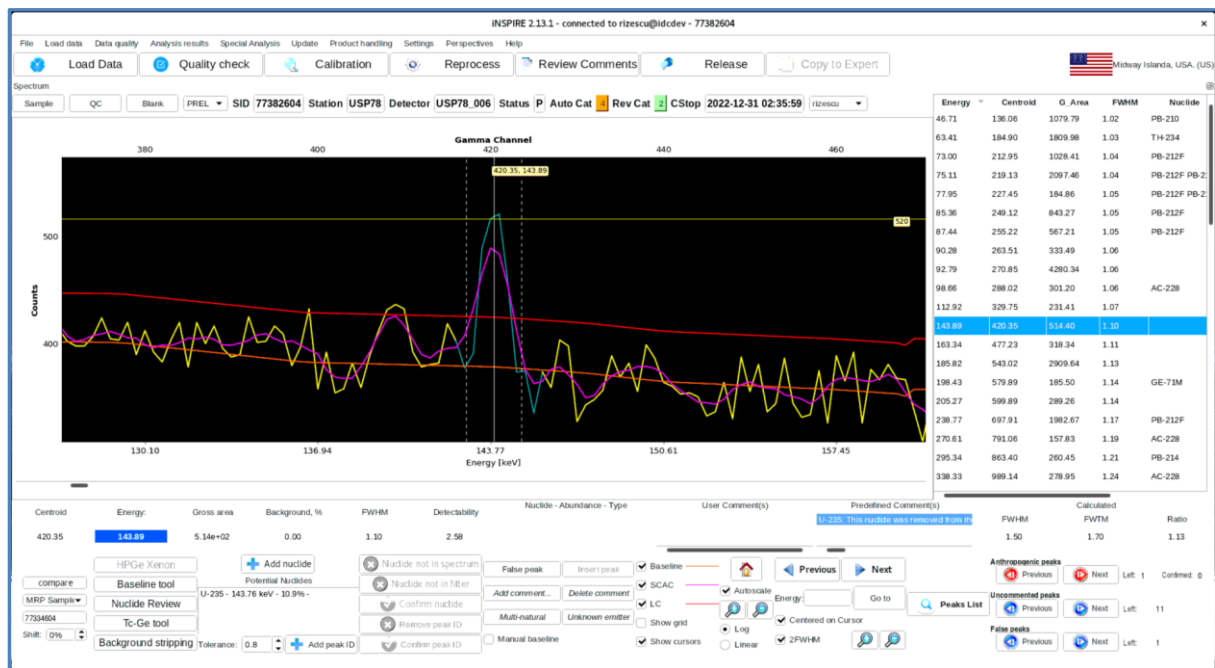 iNSPIRE 2.13.1 - connected to rizescu@idcdev - 77382604 ×
File Load data Data quality Analysis results Special Analysis Update Product handling Settings Perspectives Help
Load Data Quality check Calibration Reprocess Review Comments Release Copy to Expert Midway Islanda, USA. (US)
Spectrum
Sample QC Blank PREL SID 77382604 Station USP78 Detector USP78_006 Status P Auto Cat 4 Rev Cat 2 CStop 2022-12-31 02:35:59 rizescu
Gamma Channel
380 400 420 440 460
420.35, 143.89
520
500
400
Counts
130.10 136.94 143.77 150.61 157.45
Energy [keV]
Energy Centroid G_Area FWHM Nuclide
46.71 136.06 1079.79 1.02 PB-210
63.41 184.90 1809.98 1.03 TH-234
73.00 212.95 1028.41 1.04 PB-212F
75.11 219.13 2097.46 1.04 PB-212F PB-2
77.95 227.45 184.86 1.05 PB-212F PB-2
85.36 249.12 843.27 1.05 PB-212F
87.44 255.22 567.21 1.05 PB-212F
90.28 263.51 333.49 1.06
92.79 270.85 4280.34 1.06
98.66 288.02 301.20 1.06 AC-228
112.92 329.75 231.41 1.07
143.89 420.35 514.40 1.10
163.34 477.23 318.34 1.11
185.82 543.02 2909.64 1.13
198.43 579.89 185.50 1.14 GE-71M
205.27 599.89 289.26 1.14
238.77 697.91 1982.67 1.17 PB-212F
270.61 791.06 157.83 1.19 AC-228
295.34 863.40 260.45 1.21 PB-214
338.33 989.14 278.95 1.24 AC-228
Centroid Energy: Gross area Background, % FWHM Detectability
420.35 143.89 5.14e+02 0.00 1.10 2.58
Nuclide - Abundance - Type
User Comment(s)
Predefined Comment(s)
U-235: This nuclide was removed from th
Calculated
FWHM FWTM Ratio
1.50 1.70 1.13
compare
MRP Sample
77334604
Shift: 0%
HPGe Xenon
Baseline tool
Nuclide Review
Tc-Ge tool
Background stripping
Add nuclide
Potential Nuclides
U-235 - 143.76 keV - 10.9% -
Tolerance: 0.8 Add peak ID
Nuclide not in spectrum
Nuclide not in filter
Confirm nuclide
Remove peak ID
Confirm peak ID
False peak Insert peak
Add comment... Delete comment
Multi-natural Unknown emitter
Manual baseline
Baseline
SCAC
LC
Show grid
Show cursors
Autoscale
Log
Linear
Previous Next
Energy: Go to
Centered on Cursor
2FWHM
Peaks List
Anthropogenic peaks
Previous Next Left: 1 Confirmed: 0
Uncommented peaks
Previous Next Left: 11
False peaks
Previous Next Left: 1